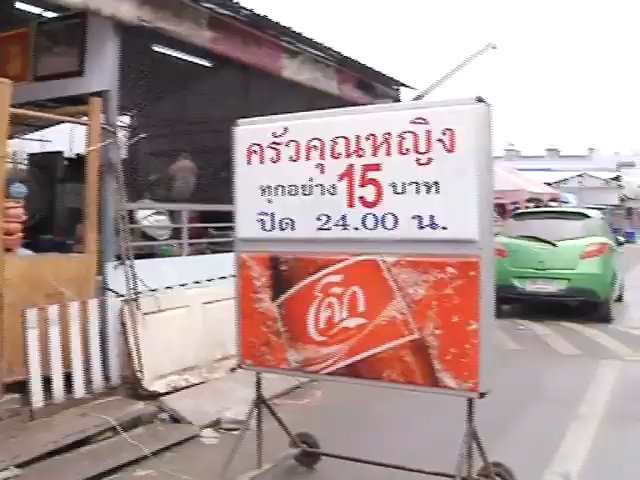 ครัวคุณหญิง
ทุกอย่าง 15 บาท
ปิด 24.00 น.
โค้ก